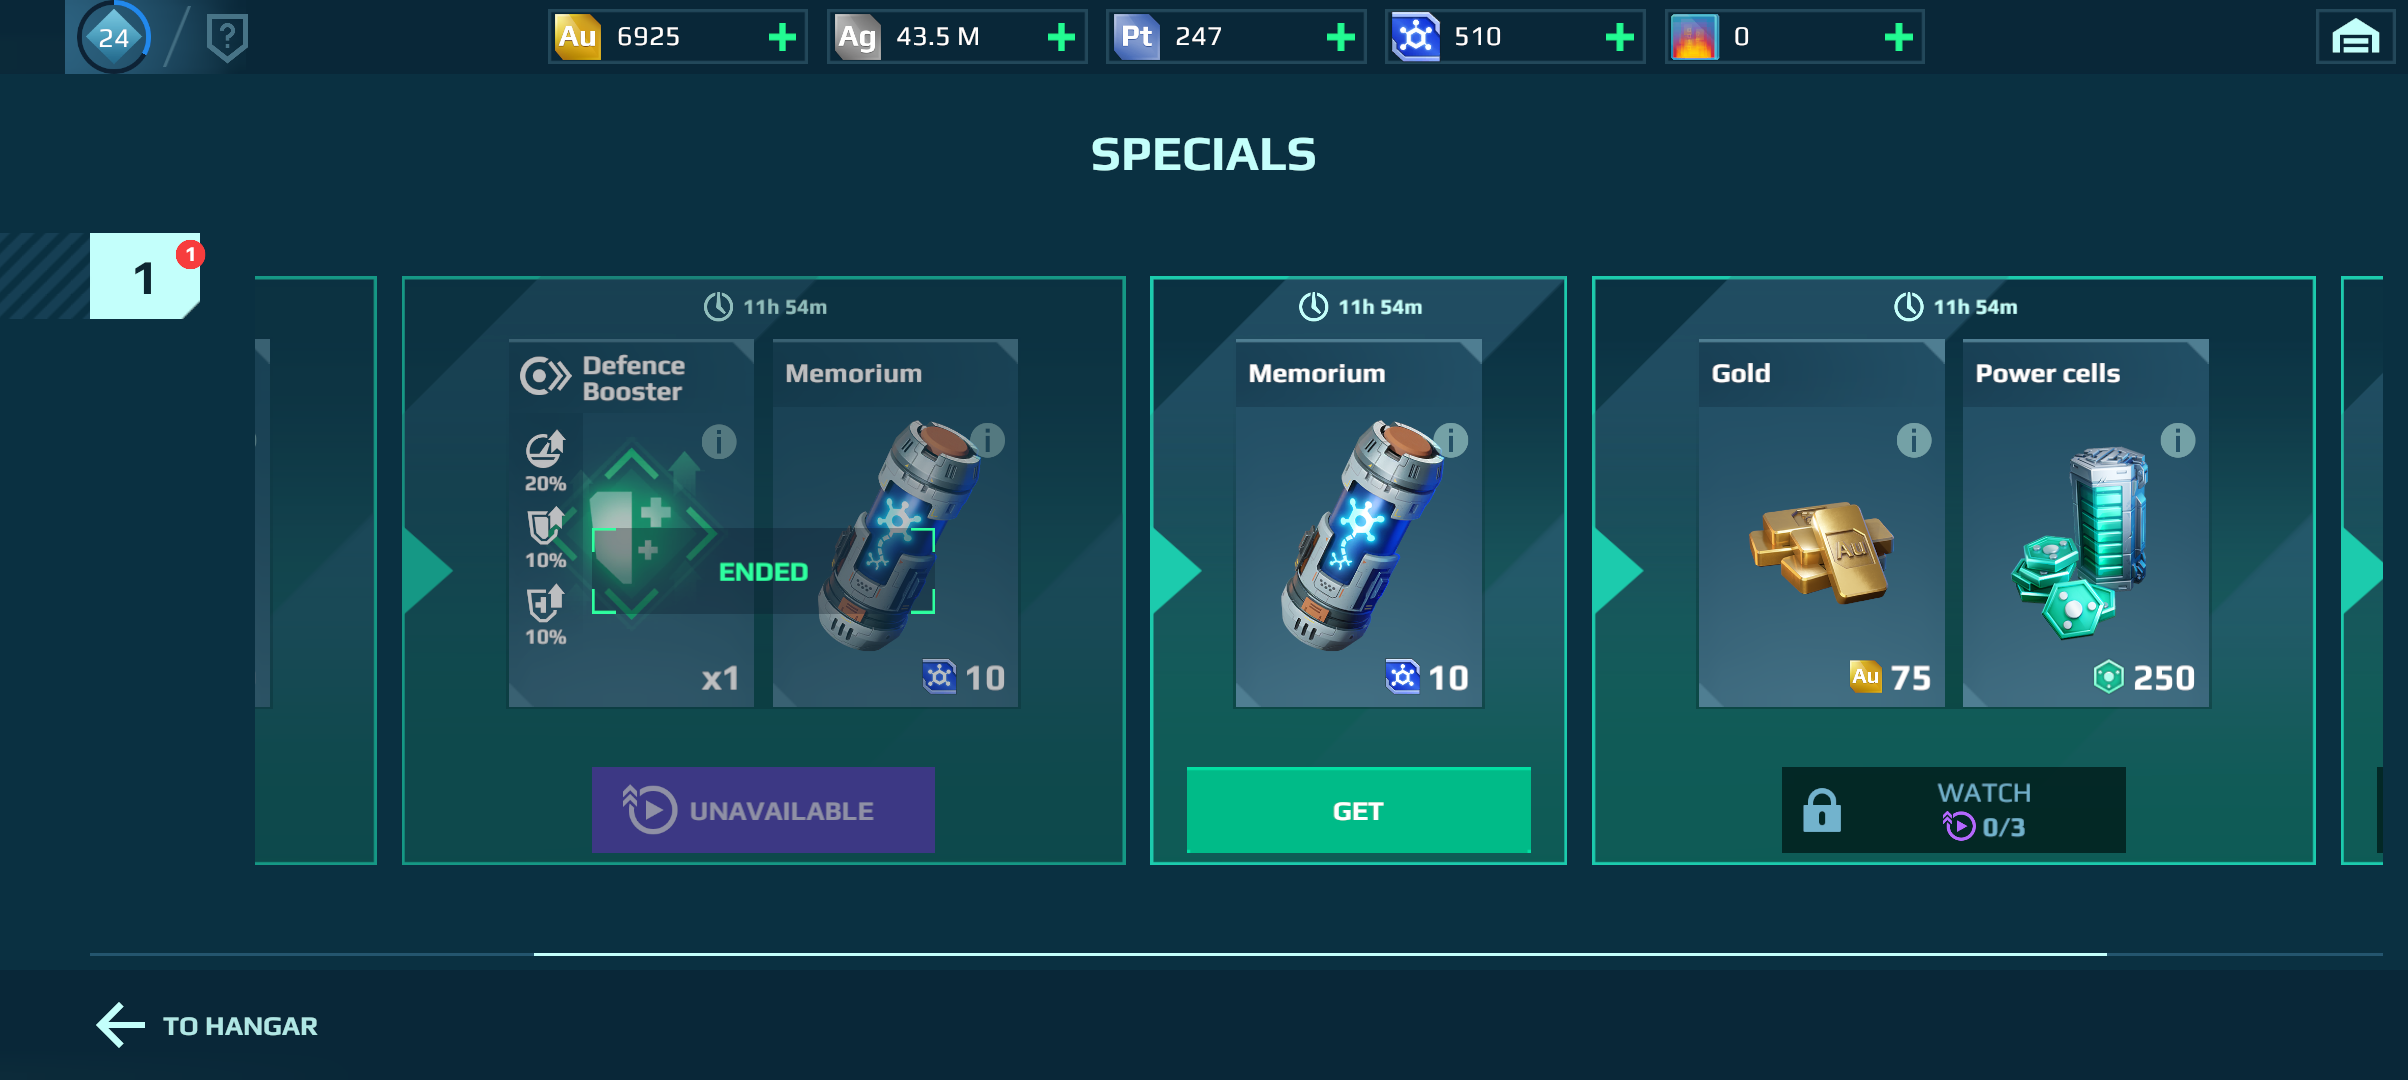 24
?
Au 6925
Ag 43.5 M
Pt 247
510
0
SPECIALS
1
1
11h 54m
Defence
Booster
20%
10%
10%
x1
Memorium
10
ENDED
UNAVAILABLE
11h 54m
Memorium
10
GET
11h 54m
Gold
Au
Au 75
Power cells
250
WATCH
0/3
TO HANGAR